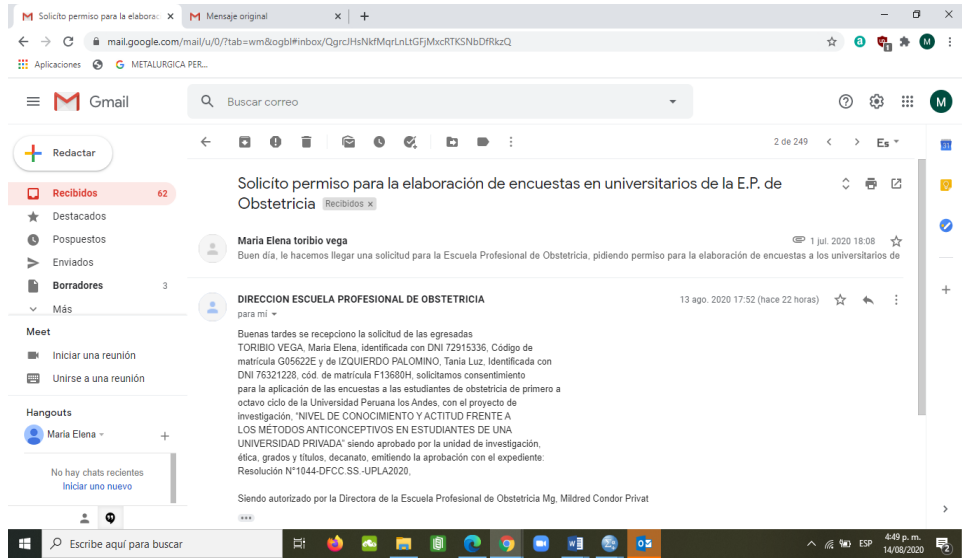 Solicíto permiso para la elaborac
Mensaje original
mail.google.com/mail/u/0/?tab=wm&ogbl#inbox/QgrcJHsNkfMqrLnLtGFjMxcRTKSNbDfRkzQ
Aplicaciones
METALURGICA PER...
Gmail
Buscar correo
M
Redactar
2 de 249
Es
Recibidos 62
Destacados
Pospuestos
Enviados
Borradores 3
Más
Meet
Iniciar una reunión
Unirse a una reunión
Hangouts
Maria Elena
No hay chats recientes
Iniciar uno nuevo
Solicíto permiso para la elaboración de encuestas en universitarios de la E.P. de
Obstetricia Recibidos x
Maria Elena toribio vega 1 jul. 2020 18:08
Buen día, le hacemos llegar una solicitud para la Escuela Profesional de Obstetricia, pidiendo permiso para la elaboración de encuestas a los universitarios de
DIRECCION ESCUELA PROFESIONAL DE OBSTETRICIA 13 ago. 2020 17:52 (hace 22 horas)
para mí
Buenas tardes se recepciono la solicitud de las egresadas
TORIBIO VEGA, Maria Elena, identificada con DNI 72915336, Código de
matrícula G05622E y de IZQUIERDO PALOMINO, Tania Luz, Identificada con
DNI 76321228, cód. de matrícula F13680H, solicitamos consentimiento
para la aplicación de las encuestas a las estudiantes de obstetricia de primero a
octavo ciclo de la Universidad Peruana los Andes, con el proyecto de
investigación, “NIVEL DE CONOCIMIENTO Y ACTITUD FRENTE A
LOS MÉTODOS ANTICONCEPTIVOS EN ESTUDIANTES DE UNA
UNIVERSIDAD PRIVADA” siendo aprobado por la unidad de investigación,
ética, grados y títulos, decanato, emitiendo la aprobación con el expediente:
Resolución N°1044-DFCC.SS.-UPLA2020,
Siendo autorizado por la Directora de la Escuela Profesional de Obstetricia Mg, Mildred Condor Privat
Escribe aquí para buscar
ESP
4:49 p. m.
14/08/2020